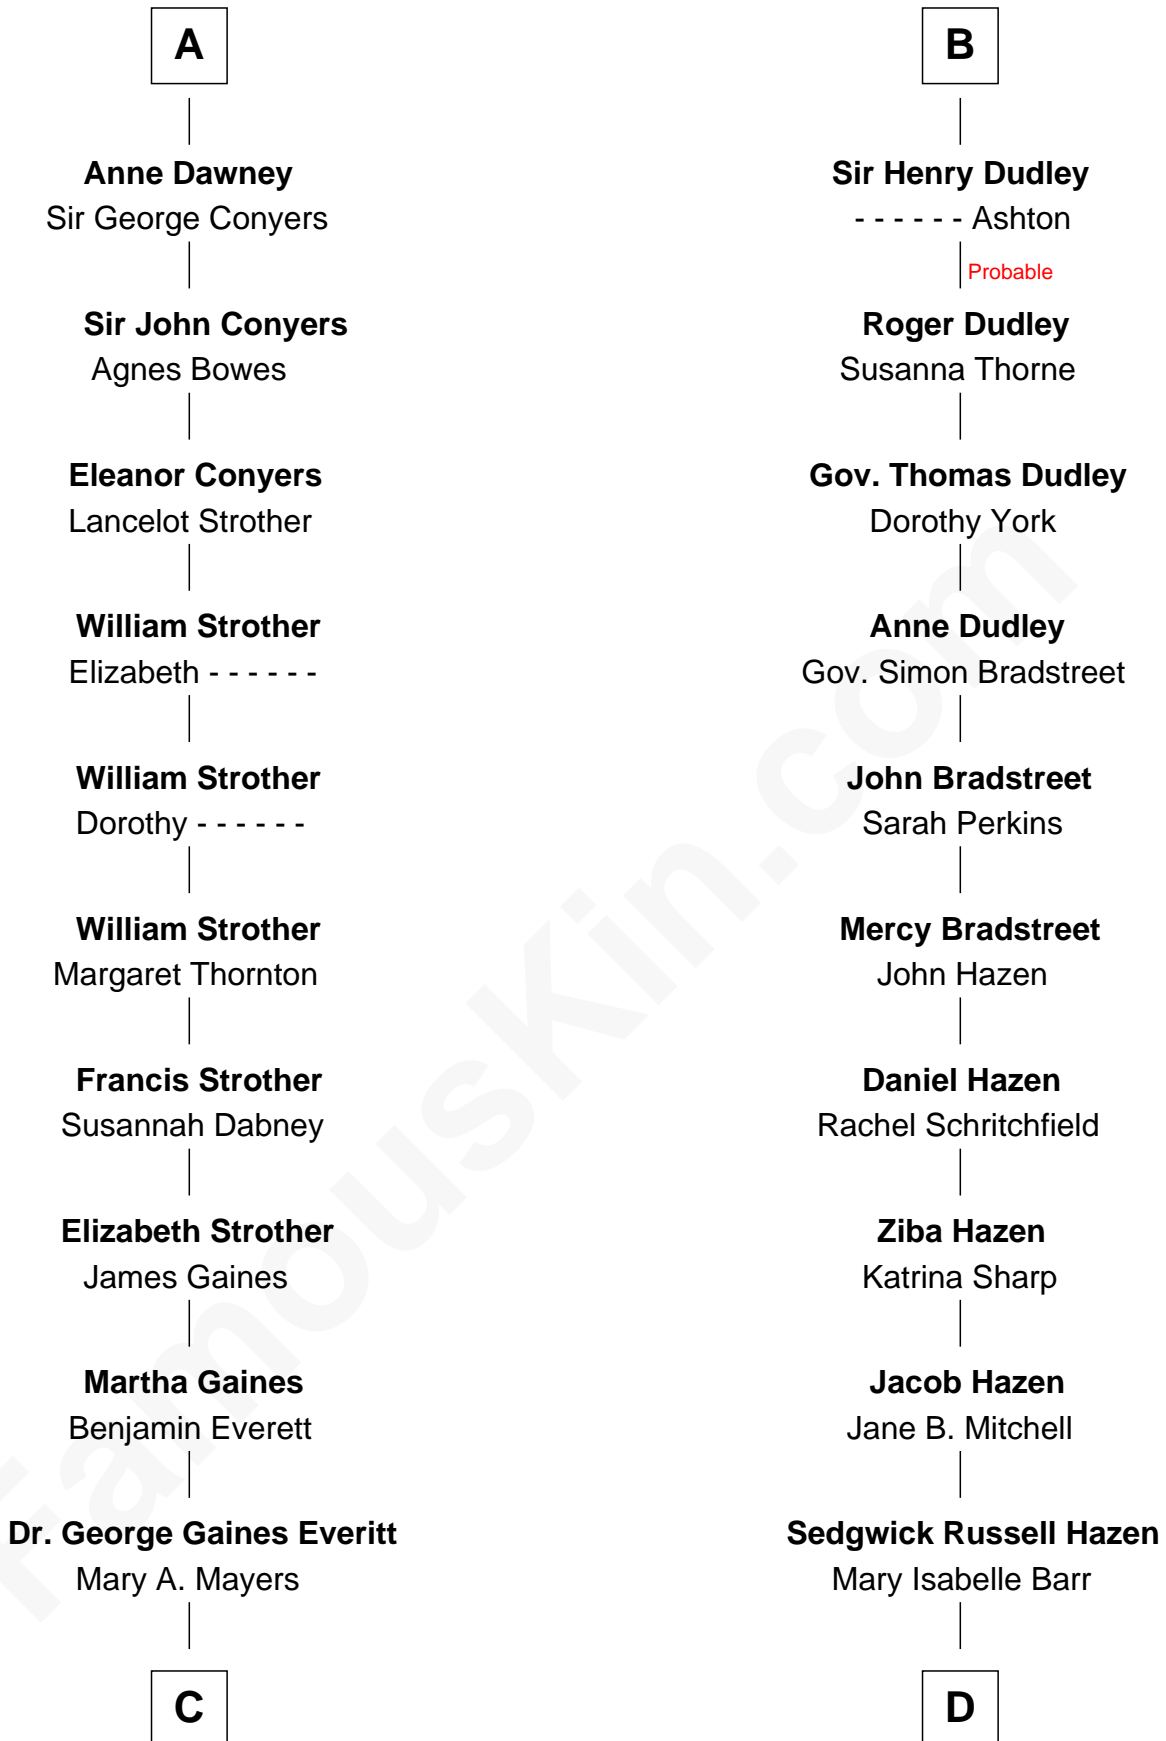 A
Anne Dawney
Sir George Conyers
Sir John Conyers
Agnes Bowes
Eleanor Conyers
Lancelot Strother
William Strother
Elizabeth - - - - - -
William Strother
Dorothy - - - - - -
William Strother
Margaret Thornton
Francis Strother
Susannah Dabney
Elizabeth Strother
James Gaines
Martha Gaines
Benjamin Everett
Dr. George Gaines Everitt
Mary A. Mayers
C
B
Sir Henry Dudley
- - - - - - Ashton
Probable
Roger Dudley
Susanna Thorne
Gov. Thomas Dudley
Dorothy York
Anne Dudley
Gov. Simon Bradstreet
John Bradstreet
Sarah Perkins
Mercy Bradstreet
John Hazen
Daniel Hazen
Rachel Schritchfield
Ziba Hazen
Katrina Sharp
Jacob Hazen
Jane B. Mitchell
Sedgwick Russell Hazen
Mary Isabelle Barr
D
FamousKin.com